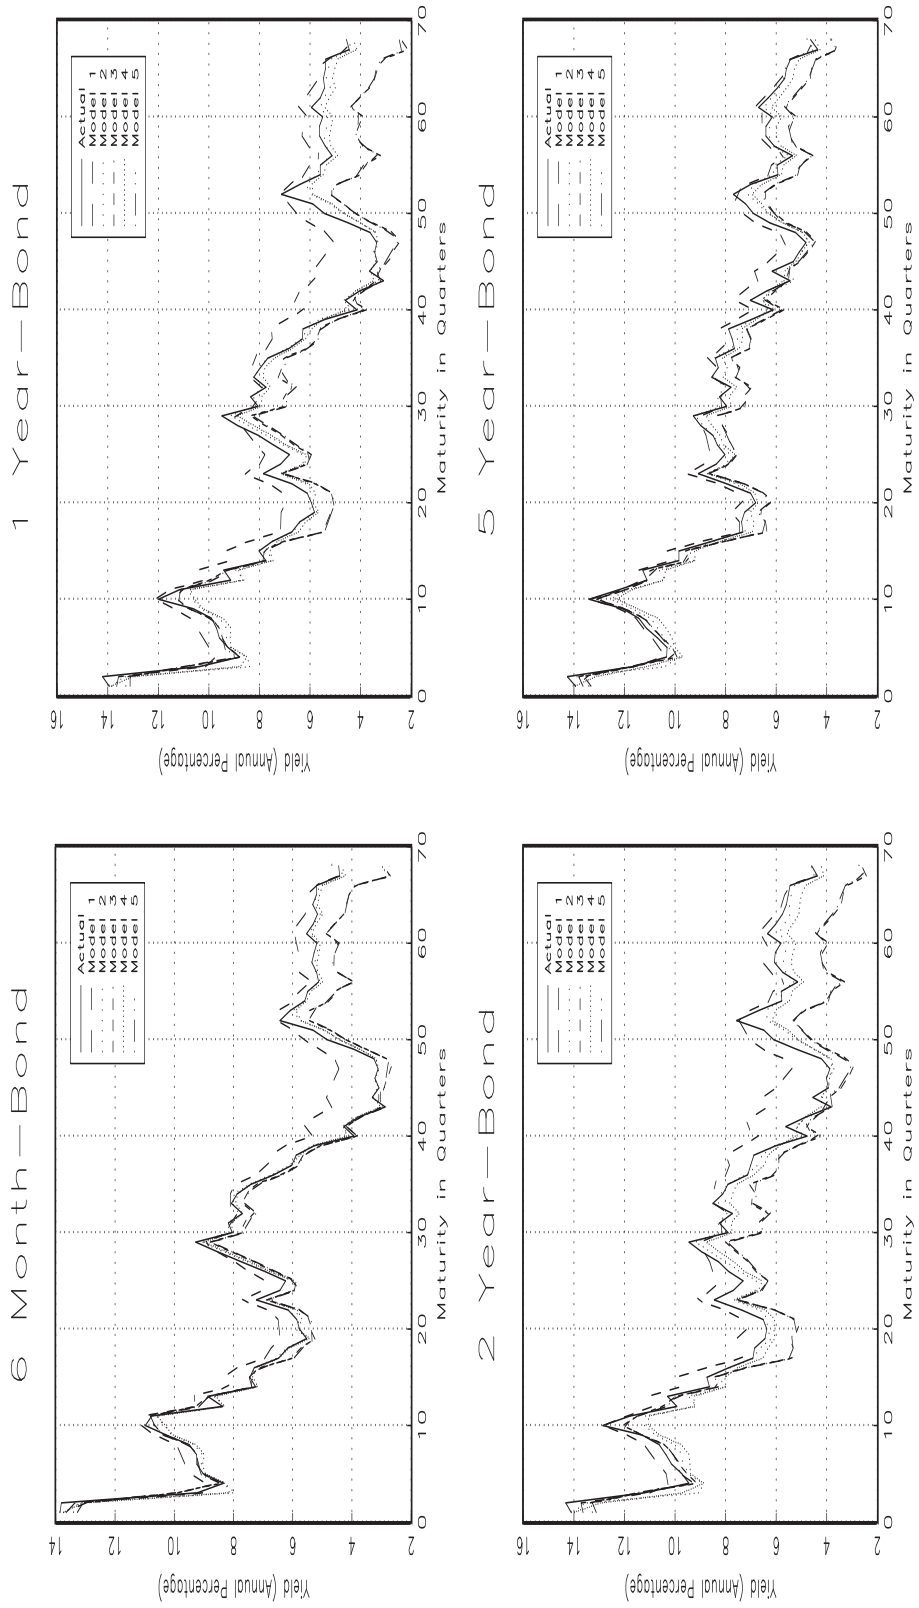 6 Month—Bond
Yield (Annual Percentage)
14
12
10
8
6
4
2
Actual
Model 1
Model 2
Model 3
Model 4
Model 5
0 10 20 30 40 50 60 70
Maturity in Quarters
1 Year—Bond
Yield (Annual Percentage)
16
14
12
10
8
6
4
2
Actual
Model 1
Model 2
Model 3
Model 4
Model 5
0 10 20 30 40 50 60 70
Maturity in Quarters
2 Year—Bond
Yield (Annual Percentage)
16
14
12
10
8
6
4
2
Actual
Model 1
Model 2
Model 3
Model 4
Model 5
0 10 20 30 40 50 60 70
Maturity in Quarters
5 Year—Bond
Yield (Annual Percentage)
16
14
12
10
8
6
4
2
Actual
Model 1
Model 2
Model 3
Model 4
Model 5
0 10 20 30 40 50 60 70
Maturity in Quarters